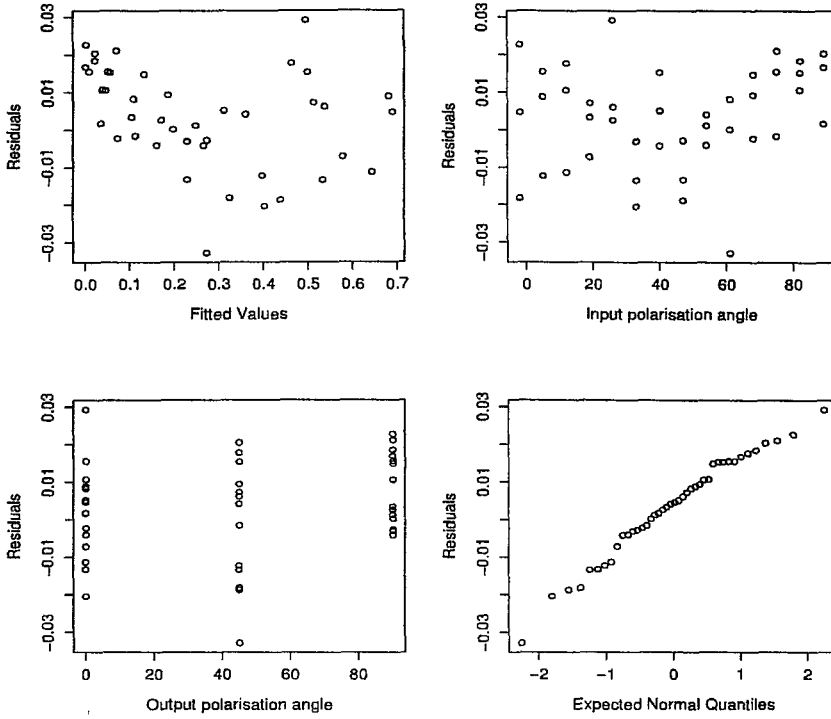 Residuals
0.03
0.01
-0.01
-0.03
0.0 0.1 0.2 0.3 0.4 0.5 0.6 0.7
Fitted Values
Residuals
0.03
0.01
-0.01
-0.03
0 20 40 60 80
Input polarisation angle
Residuals
0.03
0.01
-0.01
-0.03
0 20 40 60 80
Output polarisation angle
Residuals
0.03
0.01
-0.01
-0.03
-2 -1 0 1 2
Expected Normal Quantiles